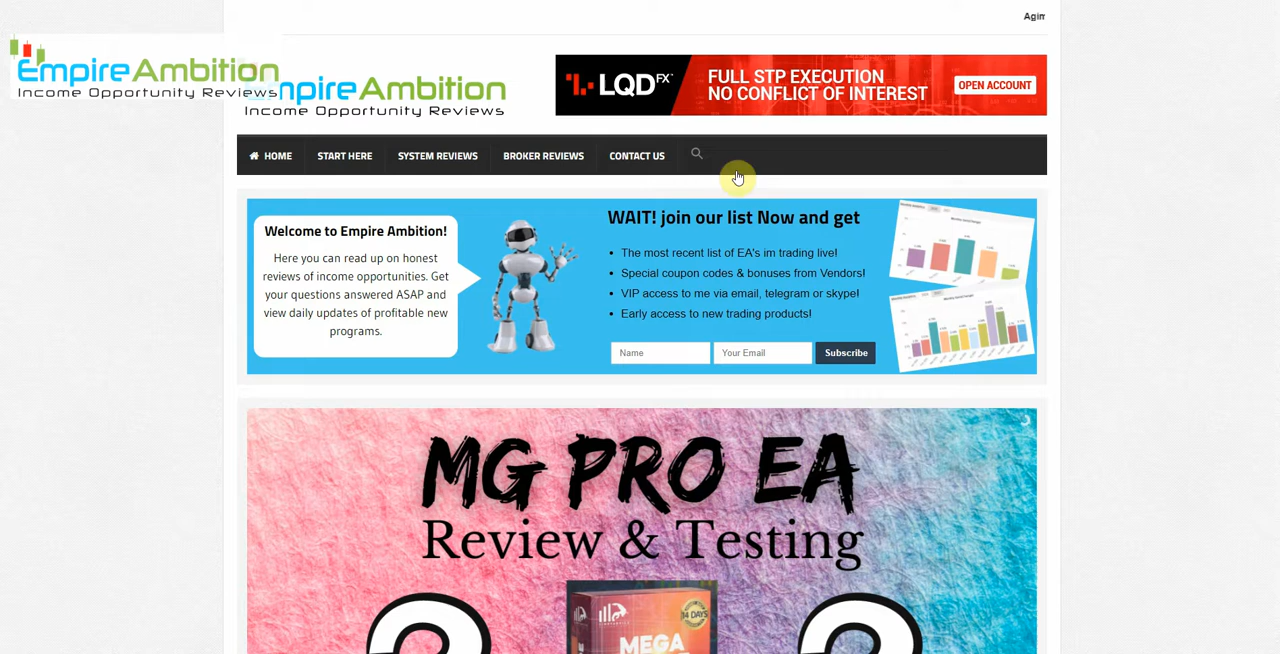 Agim
EmpireAmbition
Income Opportunity Reviews
EmpireAmbition
Income Opportunity Reviews
LQDFX™
FULL STP EXECUTION
NO CONFLICT OF INTEREST
OPEN ACCOUNT
HOME START HERE SYSTEM REVIEWS BROKER REVIEWS CONTACT US
Welcome to Empire Ambition!
Here you can read up on honest
reviews of income opportunities. Get
your questions answered ASAP and
view daily updates of profitable new
programs.
WAIT! join our list Now and get
• The most recent list of EA's im trading live!
• Special coupon codes & bonuses from Vendors!
• VIP access to me via email, telegram or skype!
• Early access to new trading products!
Name Your Email Subscribe
MG PRO EA
Review & Testing
? ?
14 DAYS
MEGA